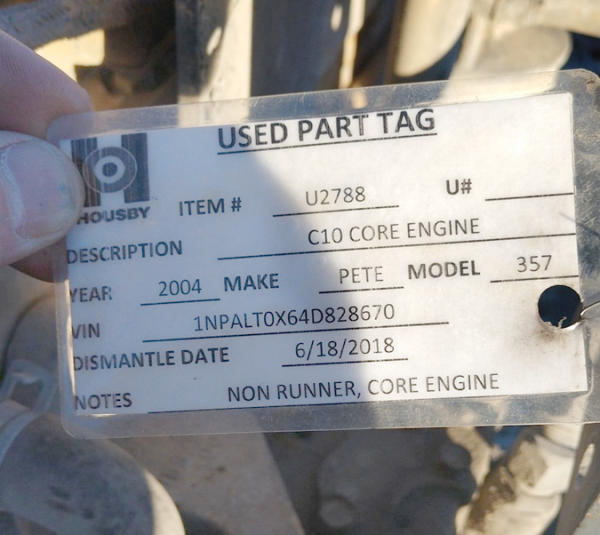 USED PART TAG
HOUSBY
ITEM # U2788 U#
DESCRIPTION C10 CORE ENGINE
YEAR 2004 MAKE PETE MODEL 357
VIN 1NPALT0X64D828670
DISMANTLE DATE 6/18/2018
NOTES NON RUNNER, CORE ENGINE